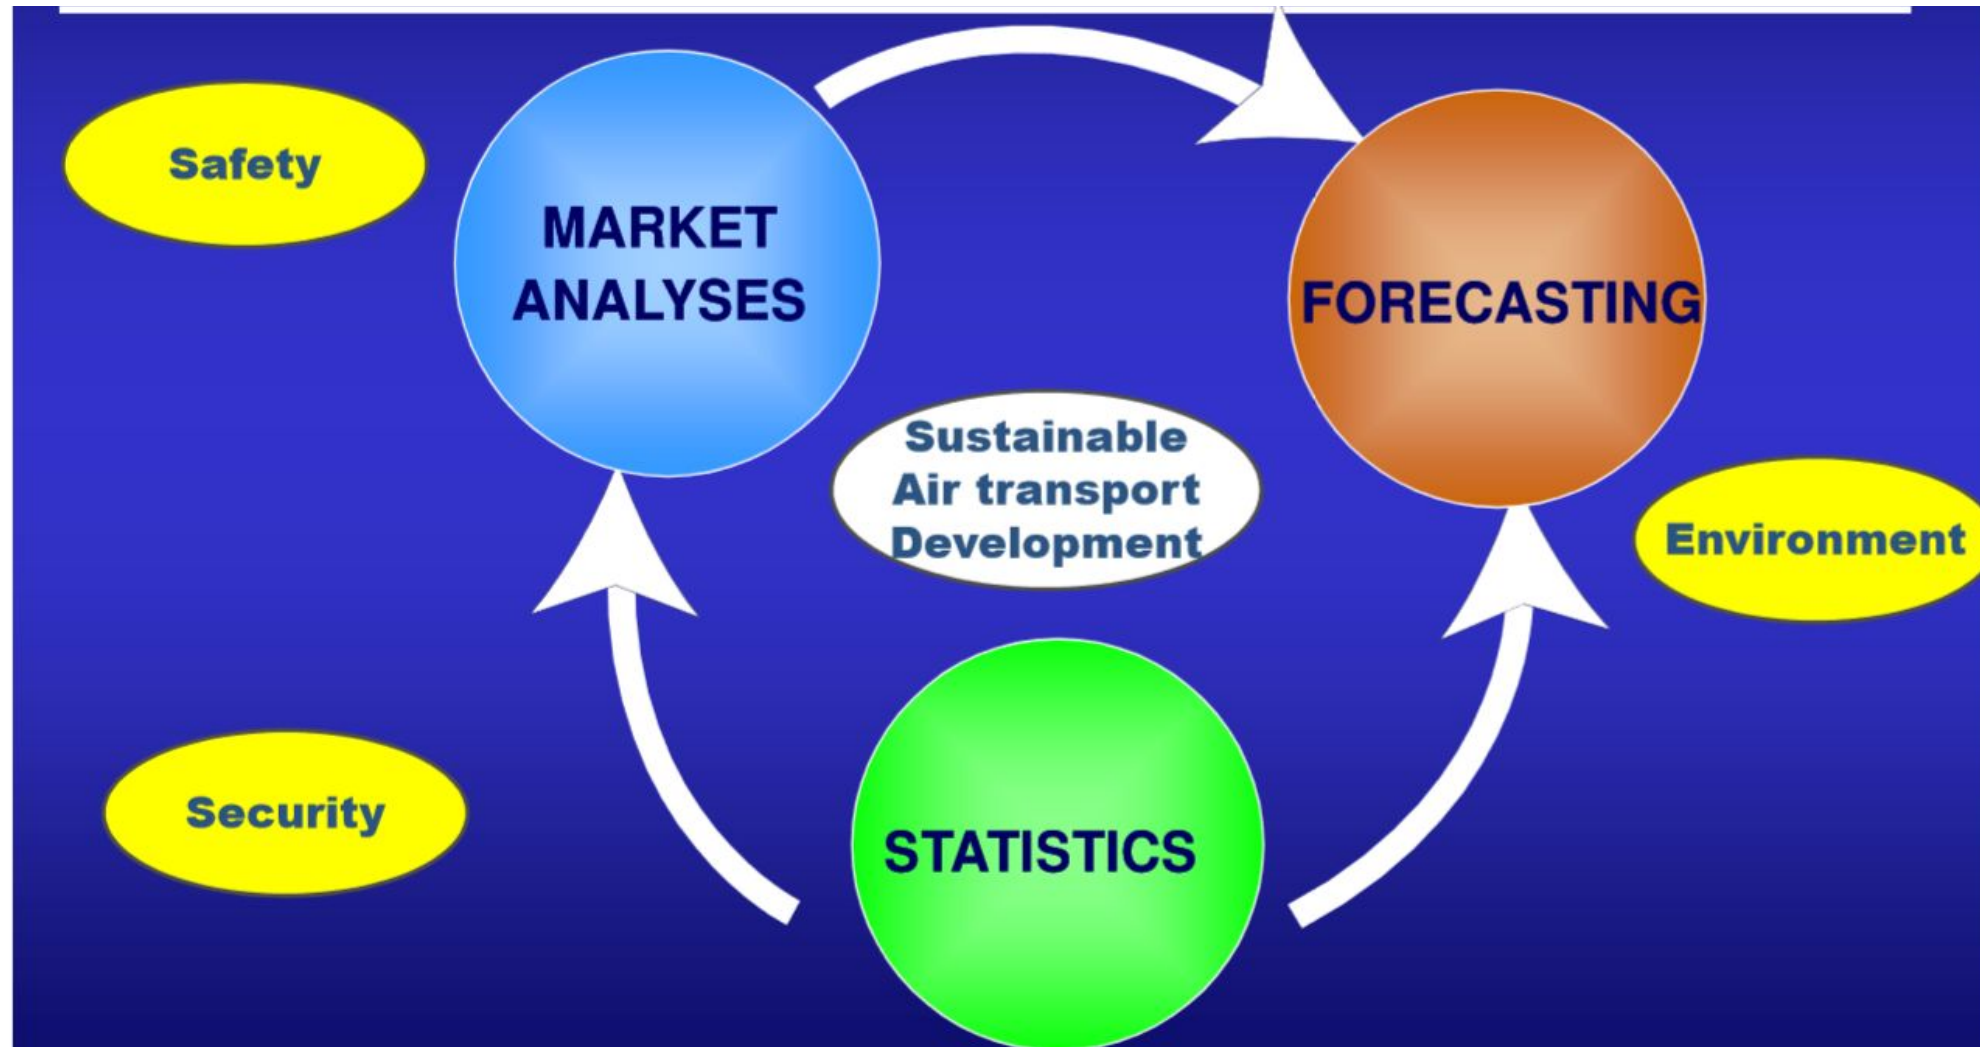 Safety
MARKET
ANALYSES
FORECASTING
Sustainable
Air transport
Development
Environment
Security
STATISTICS